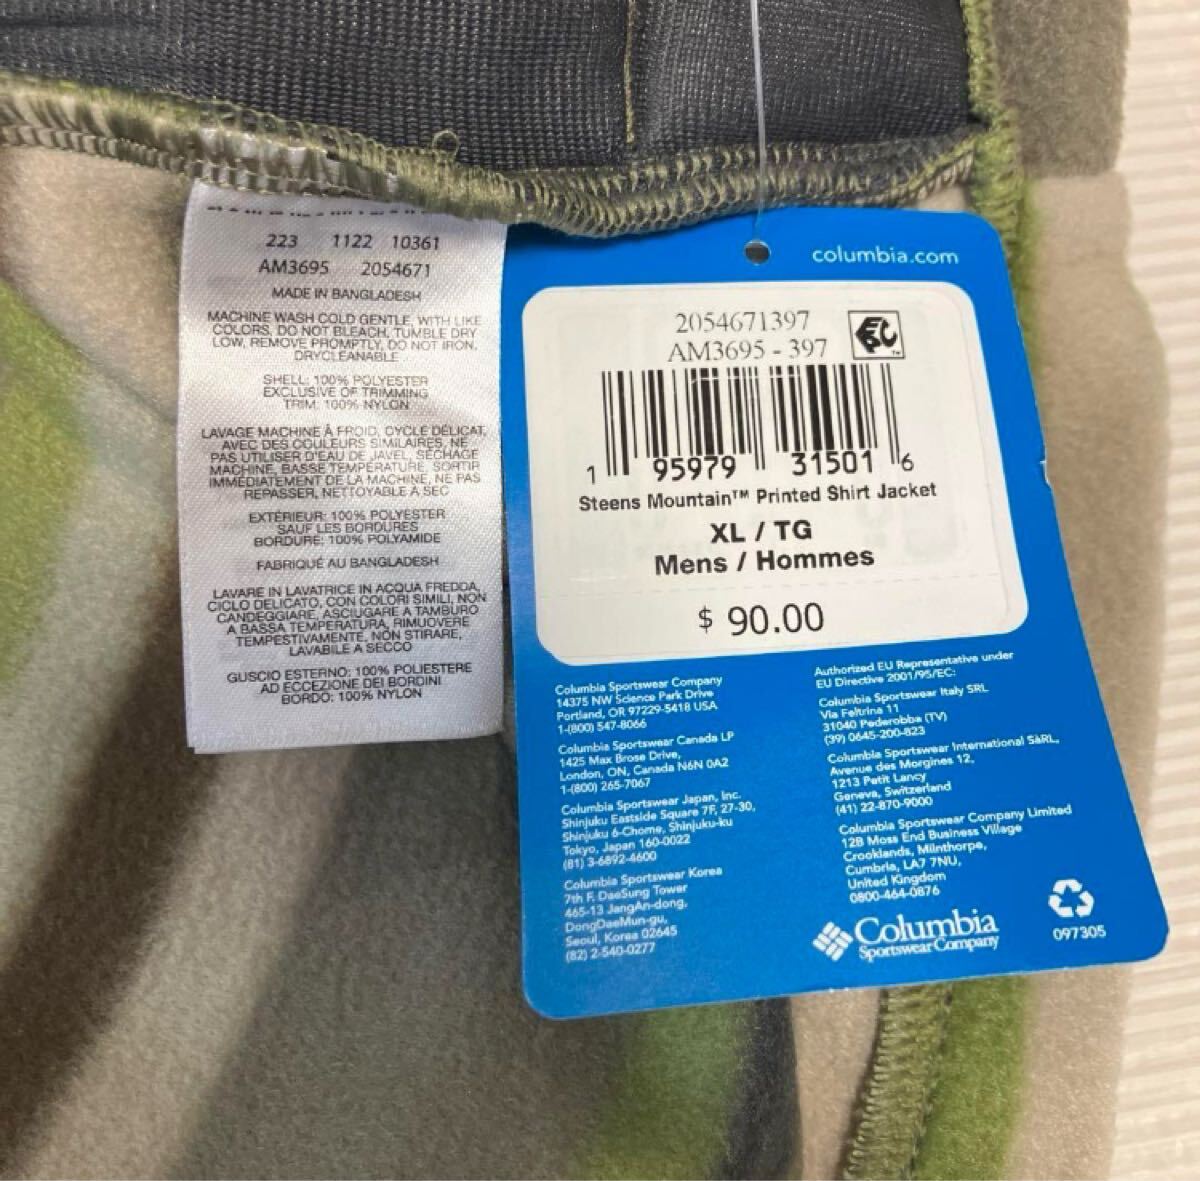 223 1122 10361
AM3695 2054671
MADE IN BANGLADESH
MACHINE WASH COLD GENTLE, WITH LIKE
COLORS, DO NOT BLEACH, TUMBLE DRY
LOW, REMOVE PROMPTLY, DO NOT IRON,
DRYCLEANABLE
SHELL: 100% POLYESTER
EXCLUSIVE OF TRIMMING
TRIM: 100% NYLON
LAVAGE MACHINE À FROID, CYCLE DÉLICAT,
AVEC DES COULEURS SIMILAIRES, NE
PAS UTILISER D'EAU DE JAVEL, SÉCHAGE
MACHINE, BASSE TEMPÉRATURE, SORTIR
IMMÉDIATEMENT DE LA MACHINE, NE PAS
REPASSER, NETTOYABLE À SEC
EXTÉRIEUR: 100% POLYESTER
SAUF LES BORDURES
BORDURE: 100% POLYAMIDE
FABRIQUÉ AU BANGLADESH
LAVARE IN LAVATRICE IN ACQUA FREDDA,
CICLO DELICATO, CON COLORI SIMILI, NON
CANDEGGIARE, ASCIUGARE A TAMBURO
A BASSA TEMPERATURA, RIMUOVERE
TEMPESTIVAMENTE, NON STIRARE,
LAVABILE A SECCO
GUSCIO ESTERNO: 100% POLIESTERE
AD ECCEZIONE DEI BORDINI
BORDO: 100% NYLON
columbia.com
2054671397
AM3695 - 397
1 95979 31501 6
Steens Mountain™ Printed Shirt Jacket
XL / TG
Mens / Hommes
$ 90.00
Columbia Sportswear Company
14375 NW Science Park Drive
Portland, OR 97229-5418 USA
1-(800) 547-8066
Columbia Sportswear Canada LP
1425 Max Brose Drive,
London, ON, Canada N6N 0A2
1-(800) 265-7067
Columbia Sportswear Japan, Inc.
Shinjuku Eastside Square 7F, 27-30,
Shinjuku 6-Chome, Shinjuku-ku
Tokyo, Japan 160-0022
(81) 3-6892-4600
Columbia Sportswear Korea
7th F. DaeSung Tower
465-13 JangAn-dong,
DongDaeMun-gu,
Seoul, Korea 02645
(82) 2-540-0277
Authorized EU Representative under
EU Directive 2001/95/EC:
Columbia Sportswear Italy SRL
Via Feltrina 11
31040 Pederobba (TV)
(39) 0645-200-823
Columbia Sportswear International SàRL,
Avenue des Morgines 12,
1213 Petit Lancy
Geneva, Switzerland
(41) 22-870-9000
Columbia Sportswear Company Limited
12B Moss End Business Village
Crooklands, Milnthorpe,
Cumbria, LA7 7NU,
United Kingdom
0800-464-0876
Columbia
Sportswear Company
097305